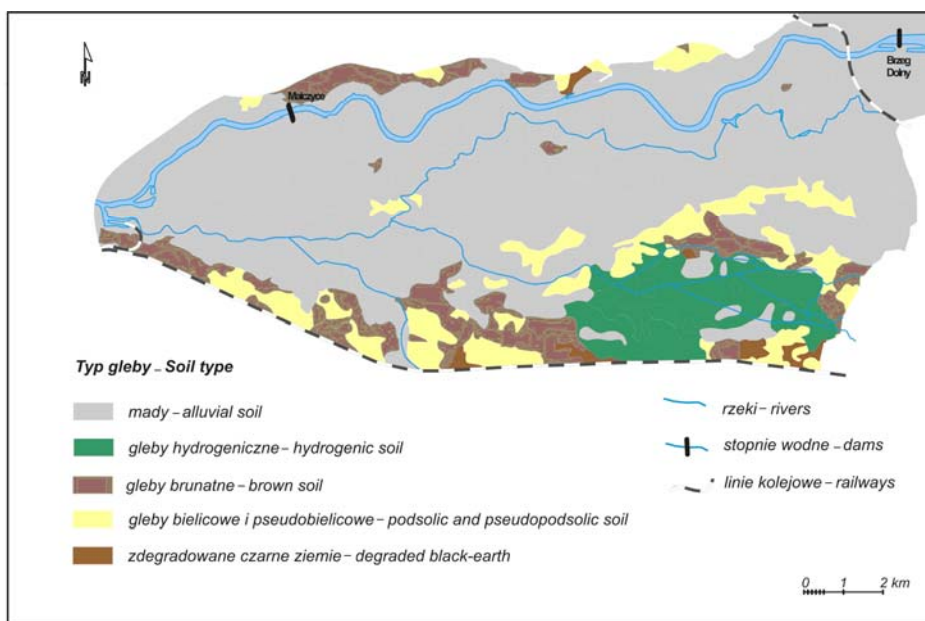 Brzeg
Dolny
Malczyce
Typ gleby – Soil type
mady – alluvial soil
gleby hydrogeniczne – hydrogenic soil
gleby brunatne – brown soil
gleby bielicowe i pseudobielicowe – podsolic and pseudopodsolic soil
zdegradowane czarne ziemie – degraded black-earth
rzeki – rivers
stopnie wodne – dams
linie kolejowe – railways
0 1 2 km